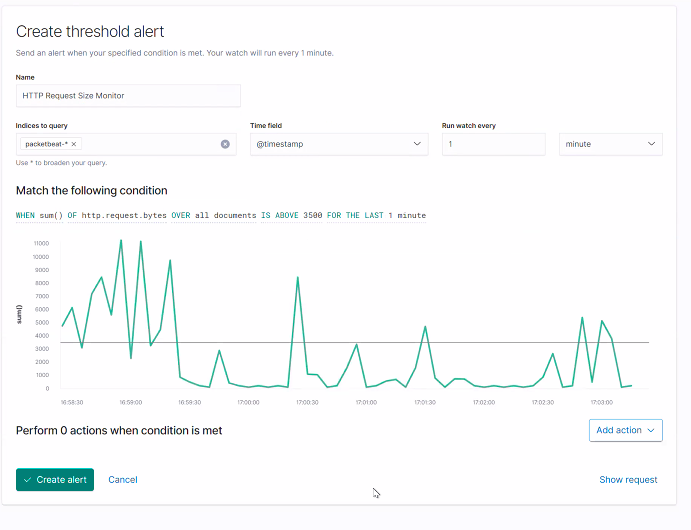 Create threshold alert
Send an alert when your specified condition is met. Your watch will run every 1 minute.
Name
HTTP Request Size Monitor
Indices to query
Time field
Run watch every
packetbeat-* ×
@timestamp
1
minute
Use * to broaden your query.
Match the following condition
WHEN sum() OF http.request.bytes OVER all documents IS ABOVE 3500 FOR THE LAST 1 minute
sum()
11000
10000
9000
8000
7000
6000
5000
4000
3000
2000
1000
0
16:58:30
16:59:00
16:59:30
17:00:00
17:00:30
17:01:00
17:01:30
17:02:00
17:02:30
17:03:00
Perform 0 actions when condition is met
Add action
Create alert
Cancel
Show request